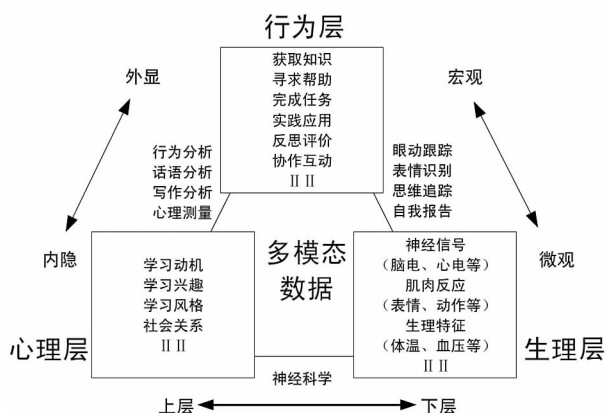 行为层
获取知识
寻求帮助
完成任务
实践应用
反思评价
协作互动
ⅡⅡ
外显
宏观
行为分析
话语分析
写作分析
心理测量
眼动跟踪
表情识别
思维追踪
自我报告
内隐
微观
学习动机
学习兴趣
学习风格
社会关系
ⅡⅡ
多模态
数据
神经信号
（脑电、心电等）
肌肉反应
（表情、动作等）
生理特征
（体温、血压等）
ⅡⅡ
心理层
生理层
神经科学
上层
下层